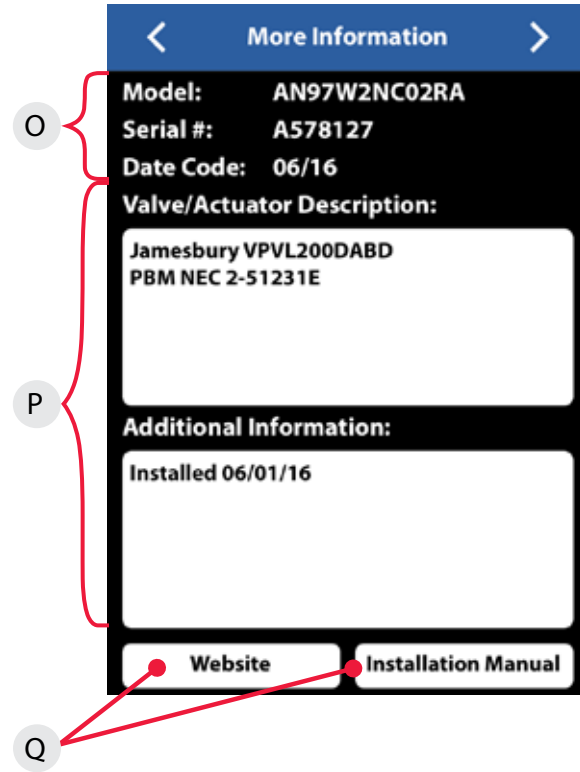 More Information
O
Model: AN97W2NC02RA
Serial #: A578127
Date Code: 06/16
Valve/Actuator Description:
Jamesbury VPVL200DABD
PBM NEC 2-51231E
P
Additional Information:
Installed 06/01/16
Website Installation Manual
Q